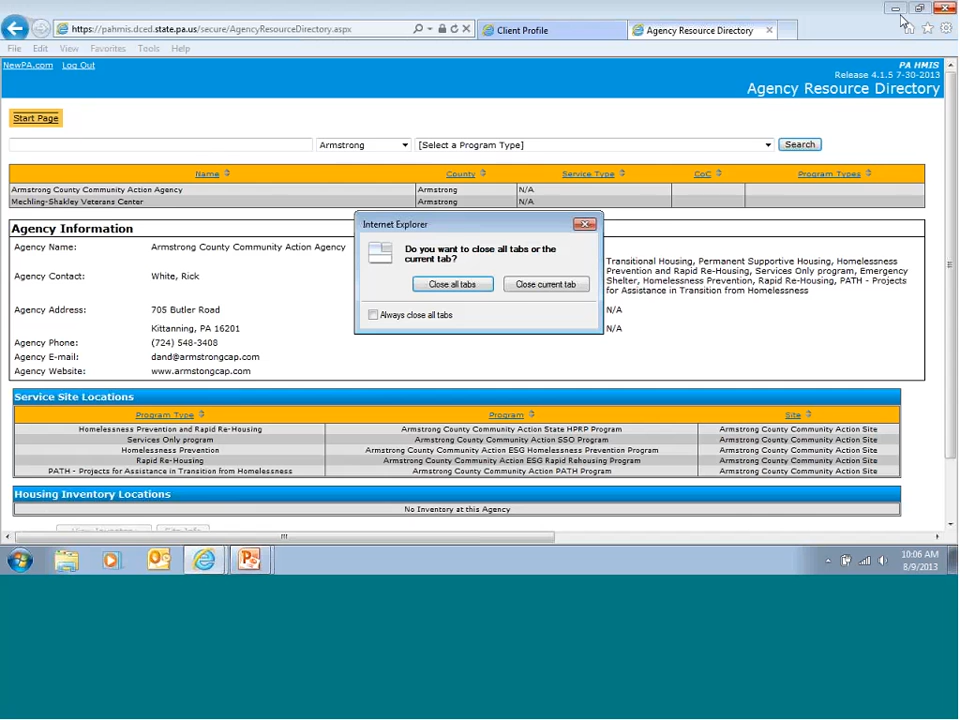 https://pahmis.dced.state.pa.us/secure/AgencyResourceDirectory.aspx
Client Profile
Agency Resource Directory
File Edit View Favorites Tools Help
NewPA.com Log Out
PA HMIS
Release 4.1.5 7-30-2013
Agency Resource Directory
Start Page
Armstrong [Select a Program Type] Search
Name County Service Type CoC Program Types
Armstrong County Community Action Agency Armstrong N/A
Mechling-Shakley Veterans Center Armstrong N/A
Agency Information
Agency Name: Armstrong County Community Action Agency
Agency Contact: White, Rick
Agency Address: 705 Butler Road
Kittanning, PA 16201
Agency Phone: (724) 548-3408
Agency E-mail: dand@armstrongcap.com
Agency Website: www.armstongcap.com
Transitional Housing, Permanent Supportive Housing, Homelessness
Prevention and Rapid Re-Housing, Services Only program, Emergency
Shelter, Homelessness Prevention, Rapid Re-Housing, PATH - Projects
for Assistance in Transition from Homelessness
N/A
N/A
Internet Explorer
Do you want to close all tabs or the
current tab?
Close all tabs Close current tab
Always close all tabs
Service Site Locations
Program Type Program Site
Homelessness Prevention and Rapid Re-Housing Armstrong County Community Action State HPRP Program Armstrong County Community Action Site
Services Only program Armstrong County Community Action SSO Program Armstrong County Community Action Site
Homelessness Prevention Armstrong County Community Action ESG Homelessness Prevention Program Armstrong County Community Action Site
Rapid Re-Housing Armstrong County Community Action ESG Rapid Rehousing Program Armstrong County Community Action Site
PATH - Projects for Assistance in Transition from Homelessness Armstrong County Community Action PATH Program Armstrong County Community Action Site
Housing Inventory Locations
No Inventory at this Agency
10:06 AM
8/9/2013